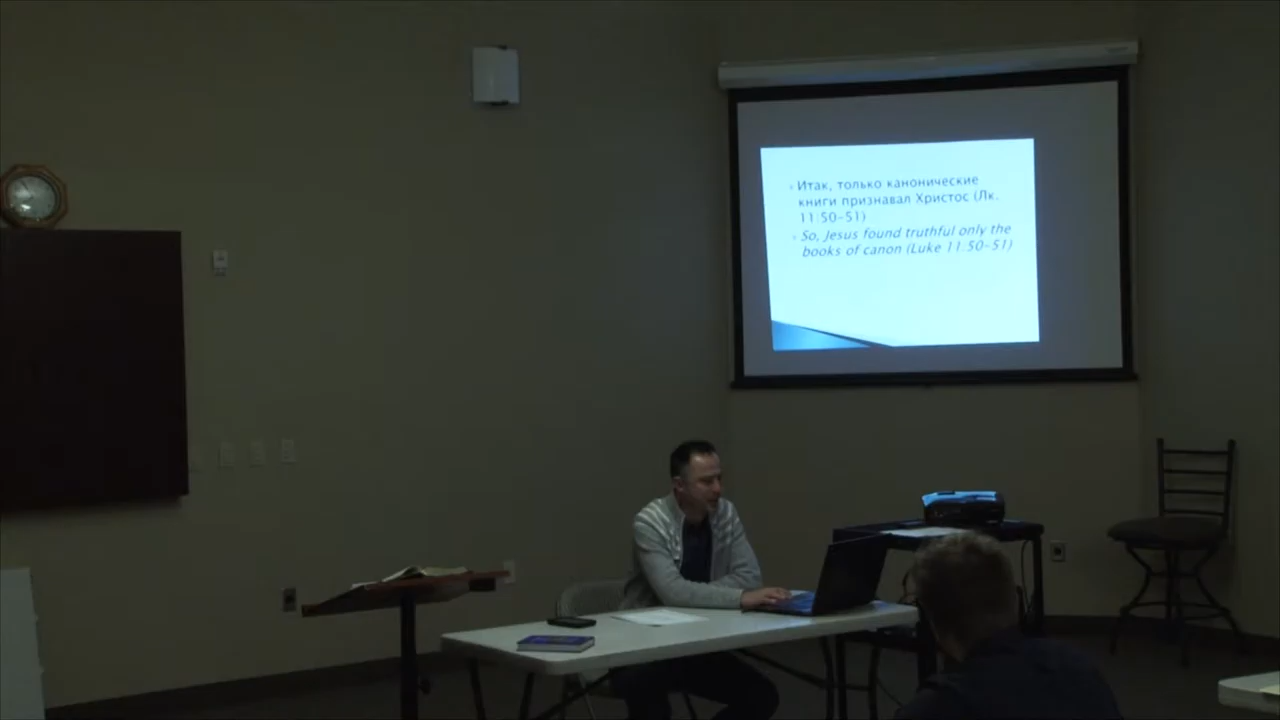 Итак, только канонические
книги признавал Христос (Лк.
11:50-51)
So, Jesus found truthful only the
books of canon (Luke 11:50-51)